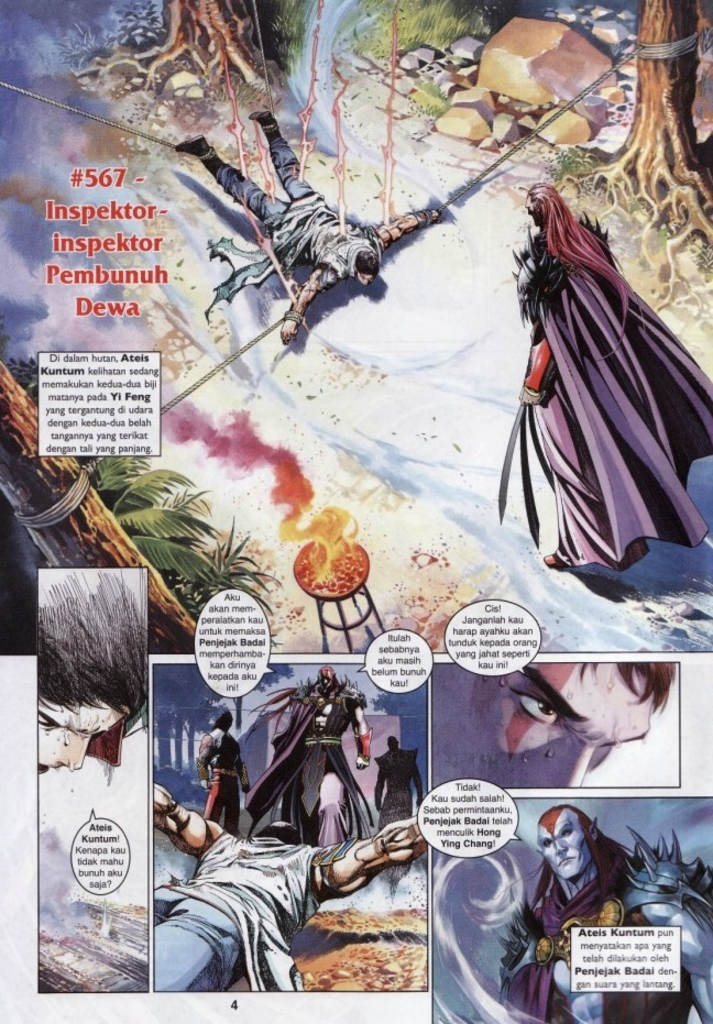 #567 -
Inspektor-
inspektor
Pembunuh
Dewa
Di dalam hutan, Ateis
Kuntum kelihatan sedang
memakukan kedua-dua biji
matanya pada Yi Feng
yang tergantung di udara
dengan kedua-dua belah
tangannya yang terikat
dengan tali yang panjang.
Ateis
Kuntum!
Kenapa kau
tidak mahu
bunuh aku
saja?
Aku
akan mem-
peralatkan kau
untuk memaksa
Penjejak Badai
memperhamba-
kan dirinya
kepada aku
ini!
Itulah
sebabnya
aku masih
belum bunuh
kau!
Cis!
Janganlah kau
harap ayahku akan
tunduk kepada orang
yang jahat seperti
kau ini!
Tidak!
Kau sudah salah!
Sebab permintaanku,
Penjejak Badai telah
menculik Hong
Ying Chang!
Ateis Kuntum pun
menyatakan apa yang
telah dilakukan oleh
Penjejak Badai den-
gan suara yang lantang.
4